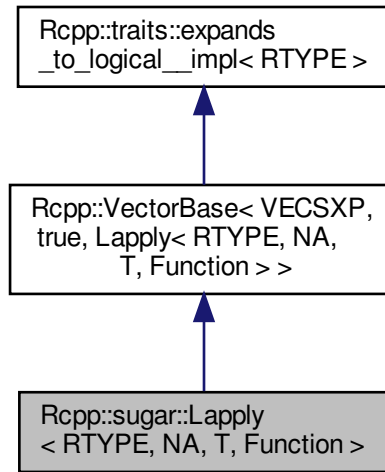 Rcpp::traits::expands
_to_logical__impl< RTYPE >
Rcpp::VectorBase< VECSXP,
true, Lapply< RTYPE, NA,
T, Function > >
Rcpp::sugar::Lapply
< RTYPE, NA, T, Function >